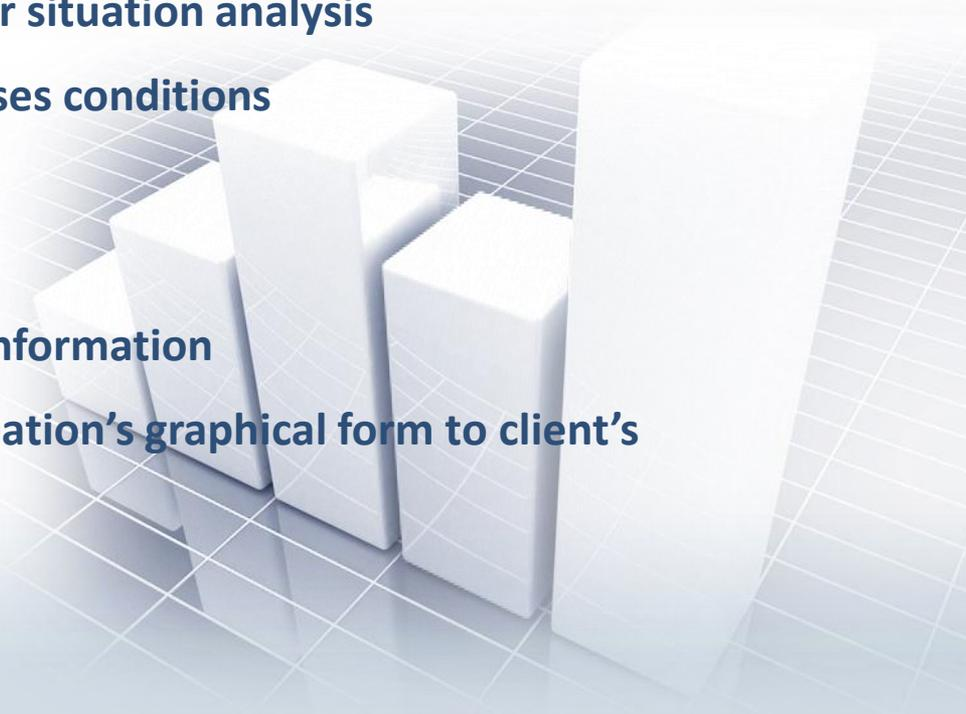 r situation analysis
ses conditions
nformation
ation’s graphical form to client’s